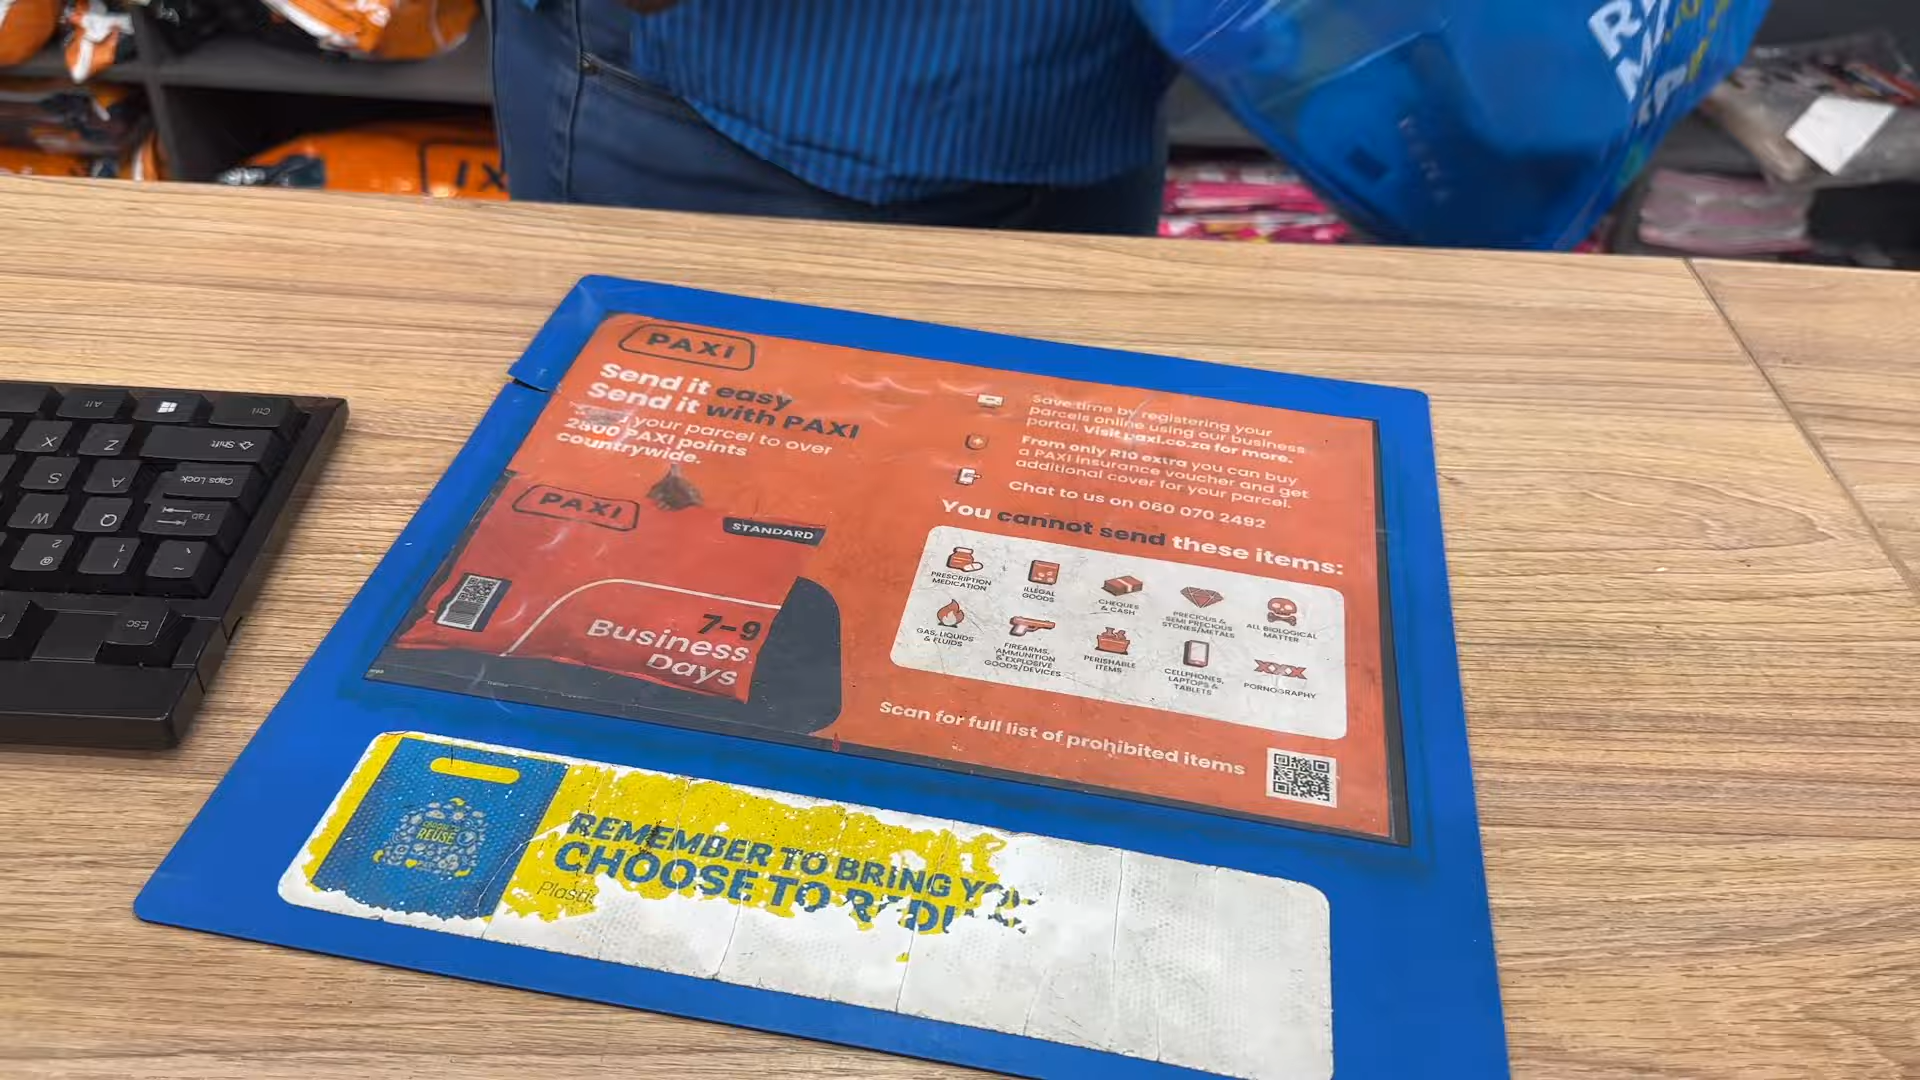 PAXI
Send it easy
Send it with PAXI
your parcel to over
2800 PAXI points
countrywide.
PAXI
STANDARD
7-9
Business
Days
Save time by registering your
parcels online using our business
portal. Visit paxi.co.za for more.
From only R10 extra you can buy
a PAXI insurance voucher and get
additional cover for your parcel.
Chat to us on 060 070 2492
You cannot send these items:
PRESCRIPTION
MEDICATION
ILLEGAL
GOODS
CHEQUES
& CASH
PRECIOUS &
SEMI PRECIOUS
STONES/METALS
ALL BIOLOGICAL
MATTER
GAS, LIQUIDS
& FLUIDS
FIREARMS,
AMMUNITION
& EXPLOSIVE
GOODS/DEVICES
PERISHABLE
ITEMS
CELLPHONES,
LAPTOPS &
TABLETS
XXX
PORNOGRAPHY
Scan for full list of prohibited items
REUSE
REMEMBER TO BRING
CHOOSE TO
Plastic
Alt
Ctrl
X
Z
Shift
S
A
Caps Lock
W
Q
Tab
@
2
!
1
~
Esc